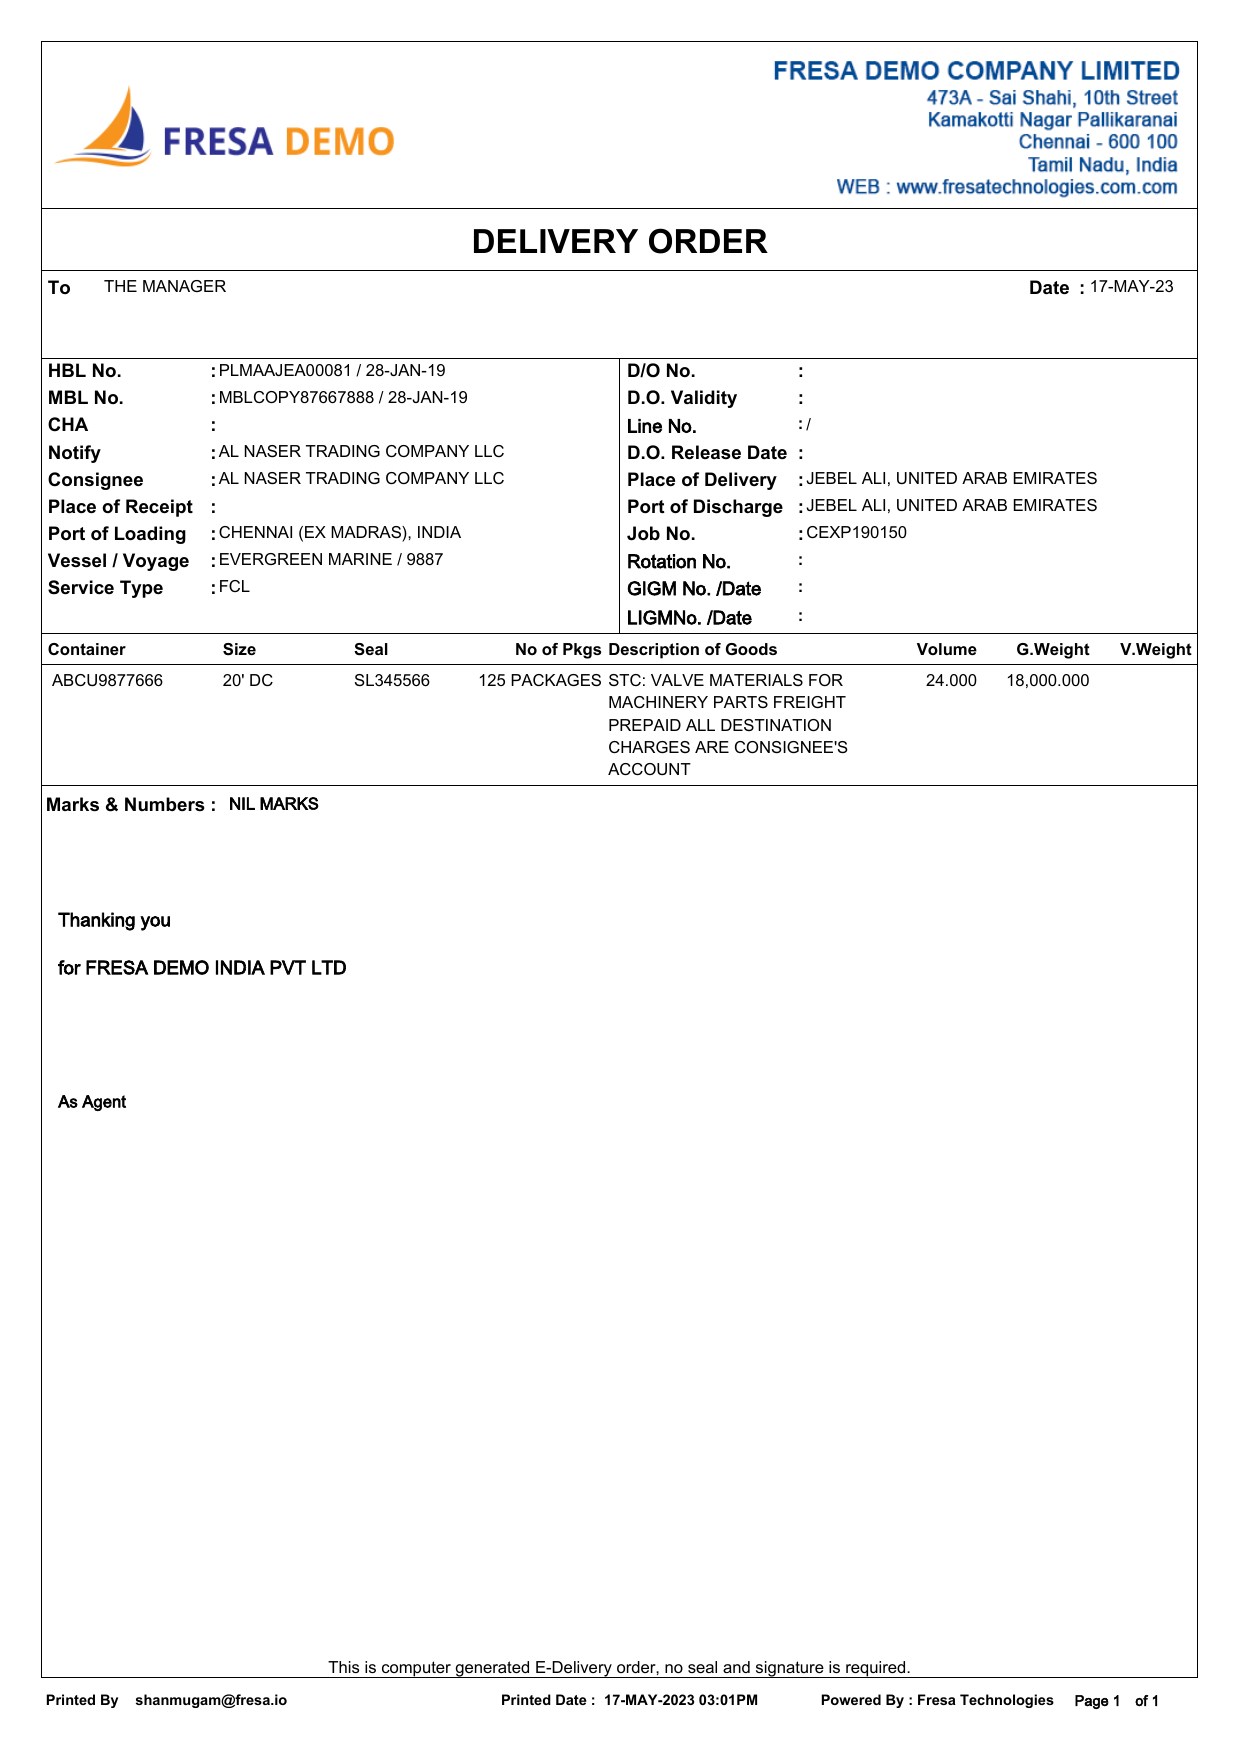 FRESA DEMO
FRESA DEMO COMPANY LIMITED
473A - Sai Shahi, 10th Street
Kamakotti Nagar Pallikaranai
Chennai - 600 100
Tamil Nadu, India
WEB : www.fresatechnologies.com.com
DELIVERY ORDER
To THE MANAGER Date : 17-MAY-23
HBL No. : PLMAAJEA00081 / 28-JAN-19
MBL No. : MBLCOPY87667888 / 28-JAN-19
CHA :
Notify : AL NASER TRADING COMPANY LLC
Consignee : AL NASER TRADING COMPANY LLC
Place of Receipt :
Port of Loading : CHENNAI (EX MADRAS), INDIA
Vessel / Voyage : EVERGREEN MARINE / 9887
Service Type : FCL
D/O No. :
D.O. Validity :
Line No. : /
D.O. Release Date :
Place of Delivery : JEBEL ALI, UNITED ARAB EMIRATES
Port of Discharge : JEBEL ALI, UNITED ARAB EMIRATES
Job No. : CEXP190150
Rotation No. :
GIGM No. /Date :
LIGMNo. /Date :
Container Size Seal No of Pkgs Description of Goods Volume G.Weight V.Weight
ABCU9877666 20' DC SL345566 125 PACKAGES STC: VALVE MATERIALS FOR 24.000 18,000.000
MACHINERY PARTS FREIGHT
PREPAID ALL DESTINATION
CHARGES ARE CONSIGNEE'S
ACCOUNT
Marks & Numbers : NIL MARKS
Thanking you
for FRESA DEMO INDIA PVT LTD
As Agent
This is computer generated E-Delivery order, no seal and signature is required.
Printed By shanmugam@fresa.io Printed Date : 17-MAY-2023 03:01PM Powered By : Fresa Technologies Page 1 of 1